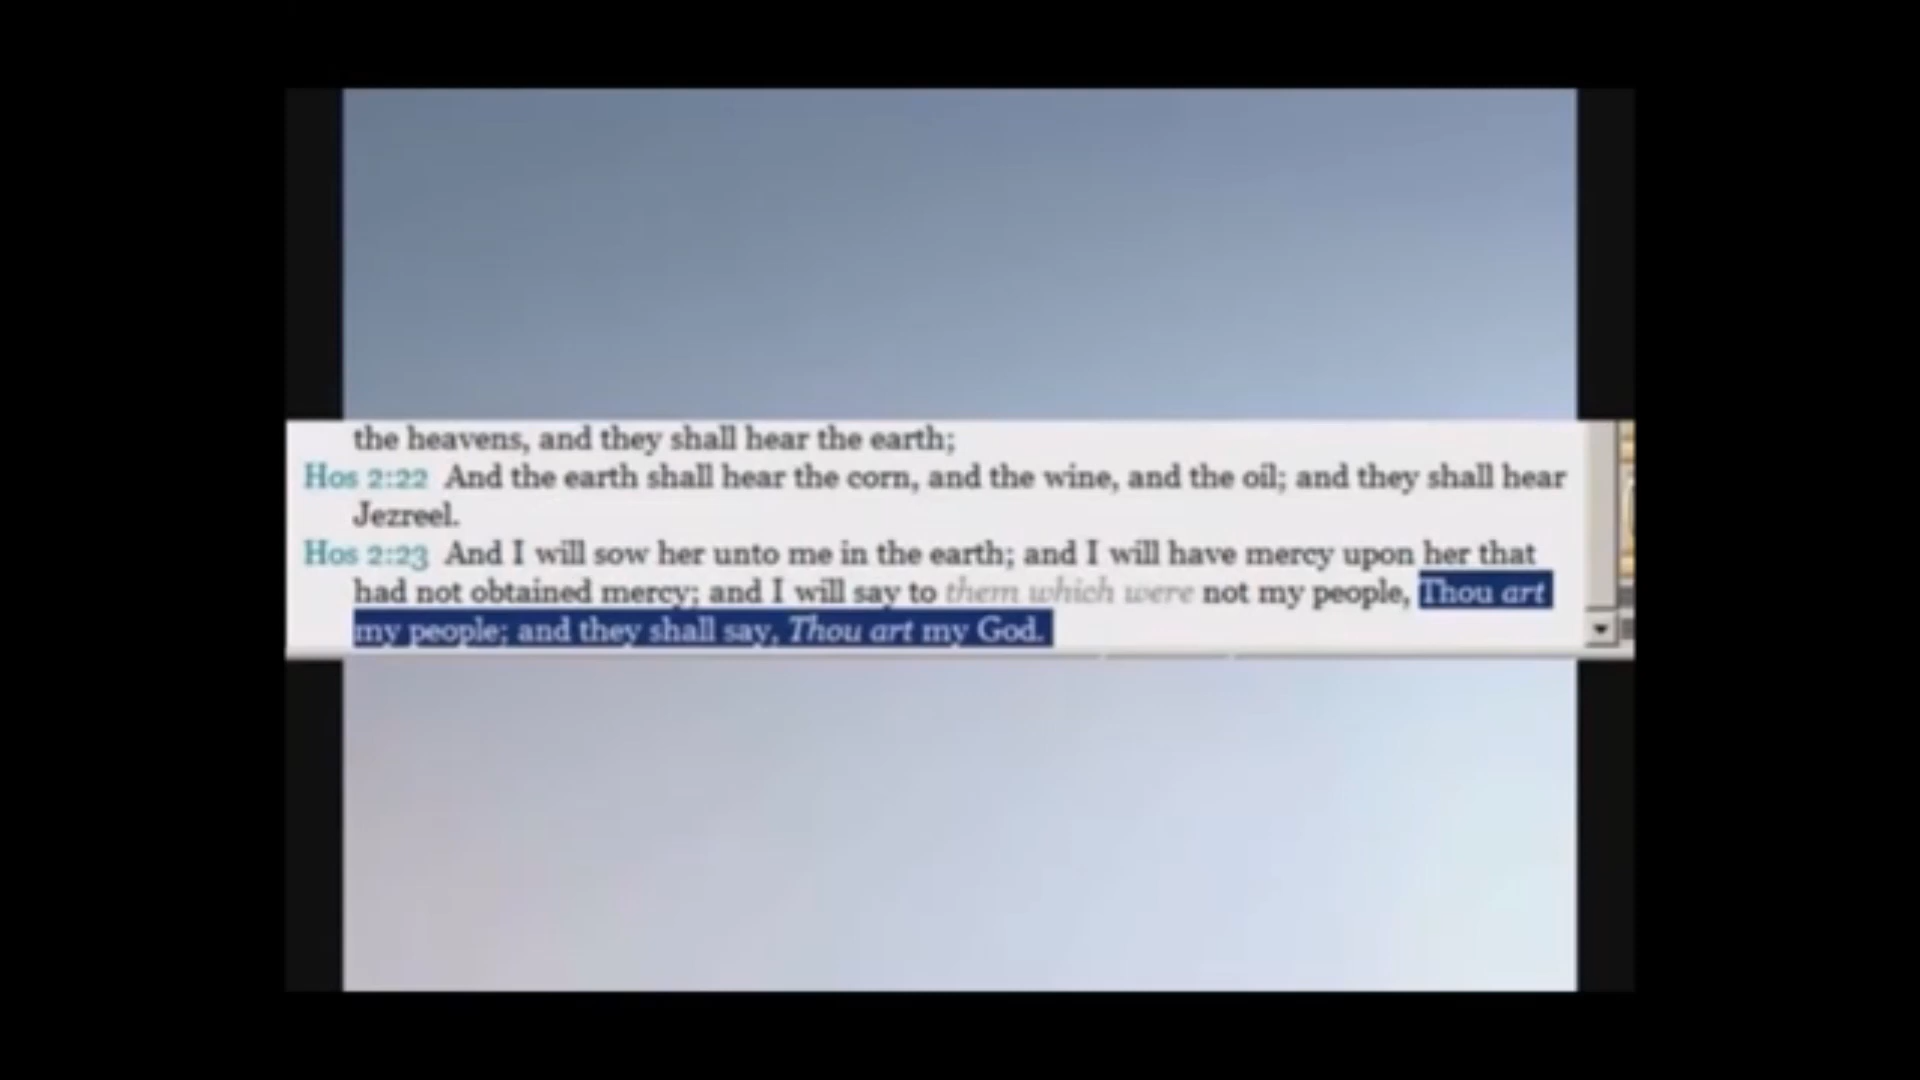 the heavens, and they shall hear the earth;
Hos 2:22 And the earth shall hear the corn, and the wine, and the oil; and they shall hear
Jezreel.
Hos 2:23 And I will sow her unto me in the earth; and I will have mercy upon her that
had not obtained mercy; and I will say to them which were not my people, Thou art
my people; and they shall say, Thou art my God.